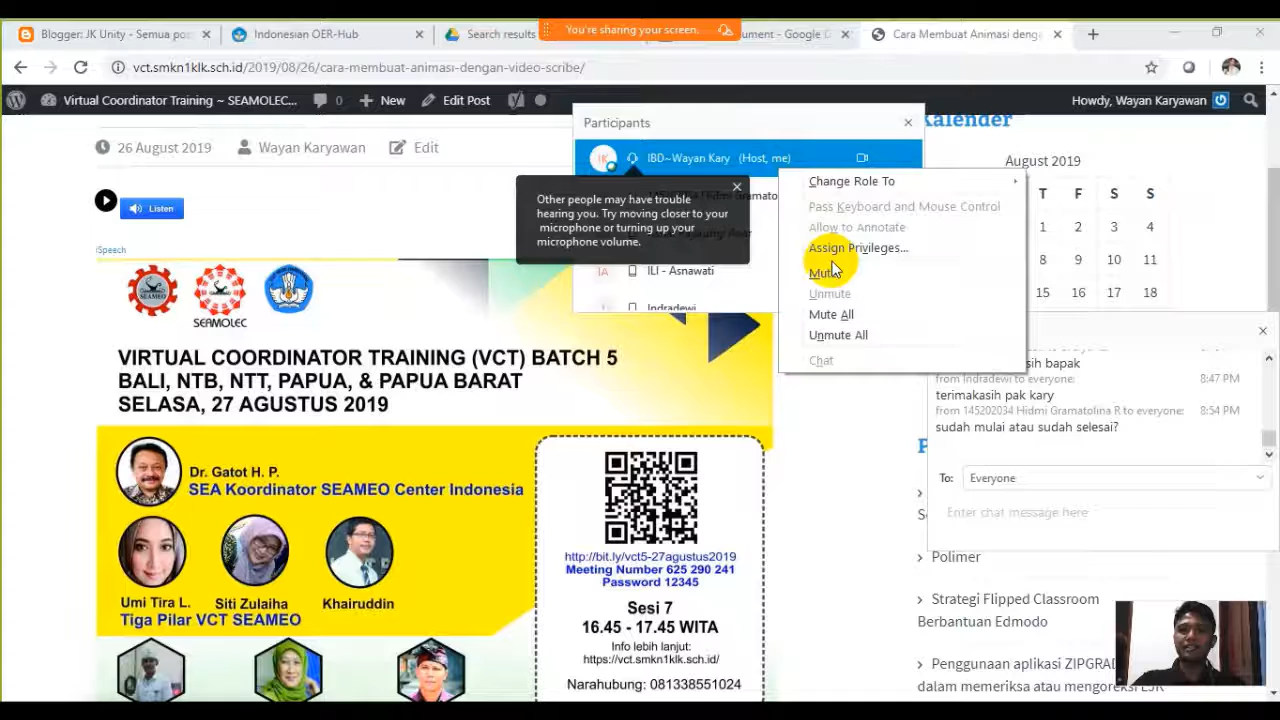 Blogger: JK Unity - Semua pos
Indonesian OER-Hub
Search results
You're sharing your screen.
ument - Google D
Cara Membuat Animasi deng
vct.smkn1klk.sch.id/2019/08/26/cara-membuat-animasi-dengan-video-scribe/
Virtual Coordinator Training ~ SEAMOLEC...
0
New
Edit Post
Howdy, Wayan Karyawan
26 August 2019
Wayan Karyawan
Edit
Listen
iSpeech
Participants
IBD~Wayan Kary (Host, me)
Other people may have trouble
hearing you. Try moving closer to your
microphone or turning up your
microphone volume.
IA
ILI - Asnawati
Indradewi
Change Role To
Pass Keyboard and Mouse Control
Allow to Annotate
Assign Privileges...
Mute
Unmute
Mute All
Unmute All
Chat
Kalender
August 2019
T F S S
1 2 3 4
8 9 10 11
15 16 17 18
bapak
from Indradewi to everyone: 8:47 PM
terimakasih pak kary
from 145202034 Hidmi Gramatolina R to everyone: 8:54 PM
sudah mulai atau sudah selesai?
To: Everyone
Enter chat message here
Polimer
Strategi Flipped Classroom
Berbantuan Edmodo
Penggunaan aplikasi ZIPGRAD
dalam memeriksa atau mengoreksi LJK
SEAMEO
SEAMOLEC
VIRTUAL COORDINATOR TRAINING (VCT) BATCH 5
BALI, NTB, NTT, PAPUA, & PAPUA BARAT
SELASA, 27 AGUSTUS 2019
Dr. Gatot H. P.
SEA Koordinator SEAMEO Center Indonesia
Umi Tira L.
Siti Zulaiha
Khairuddin
Tiga Pilar VCT SEAMEO
http://bit.ly/vct5-27agustus2019
Meeting Number 625 290 241
Password 12345
Sesi 7
16.45 - 17.45 WITA
Info lebih lanjut:
https://vct.smkn1klk.sch.id/
Narahubung: 081338551024